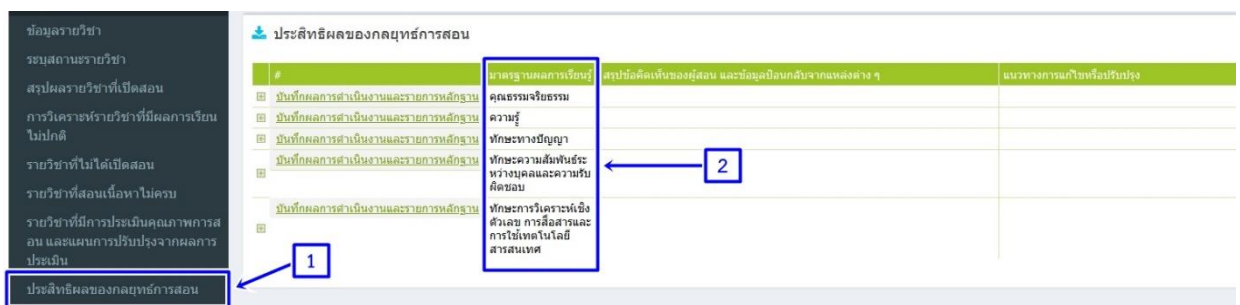 ข้อมูลรายวิชา
ระบุสถานะรายวิชา
สรุปผลรายวิชาที่เปิดสอน
การวิเคราะห์รายวิชาที่มีผลการเรียน
ไม่ปกติ
รายวิชาที่ไม่ได้เปิดสอน
รายวิชาที่สอนเนื้อหาไม่ครบ
รายวิชาที่มีการประเมินคุณภาพการส
อน และแผนการปรับปรุงจากผลการ
ประเมิน
ประสิทธิผลของกลยุทธ์การสอน
1
ประสิทธิผลของกลยุทธ์การสอน
# มาตรฐานผลการเรียนรู้ สรุปข้อคิดเห็นของผู้สอน และข้อมูลป้อนกลับจากแหล่งต่าง ๆ แนวทางการแก้ไขหรือปรับปรุง
บันทึกผลการดำเนินงานและรายการหลักฐาน คุณธรรมจริยธรรม
บันทึกผลการดำเนินงานและรายการหลักฐาน ความรู้
บันทึกผลการดำเนินงานและรายการหลักฐาน ทักษะทางปัญญา
บันทึกผลการดำเนินงานและรายการหลักฐาน ทักษะความสัมพันธ์ระ
หว่างบุคลและความรับ
ผิดชอบ
2
บันทึกผลการดำเนินงานและรายการหลักฐาน ทักษะการวิเคราะห์เชิง
ตัวเลข การสื่อสารและ
การใช้เทคโนโลยี
สารสนเทศ